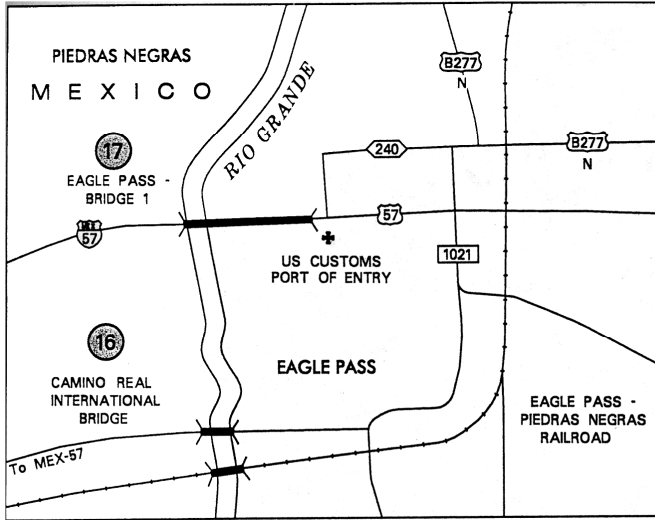 PIEDRAS NEGRAS
MEXICO
RIO GRANDE
B277
N
17
240
B277
N
EAGLE PASS -
BRIDGE 1
57
57
1021
US CUSTOMS
PORT OF ENTRY
16
EAGLE PASS
CAMINO REAL
INTERNATIONAL
BRIDGE
EAGLE PASS -
PIEDRAS NEGRAS
RAILROAD
To MEX-57